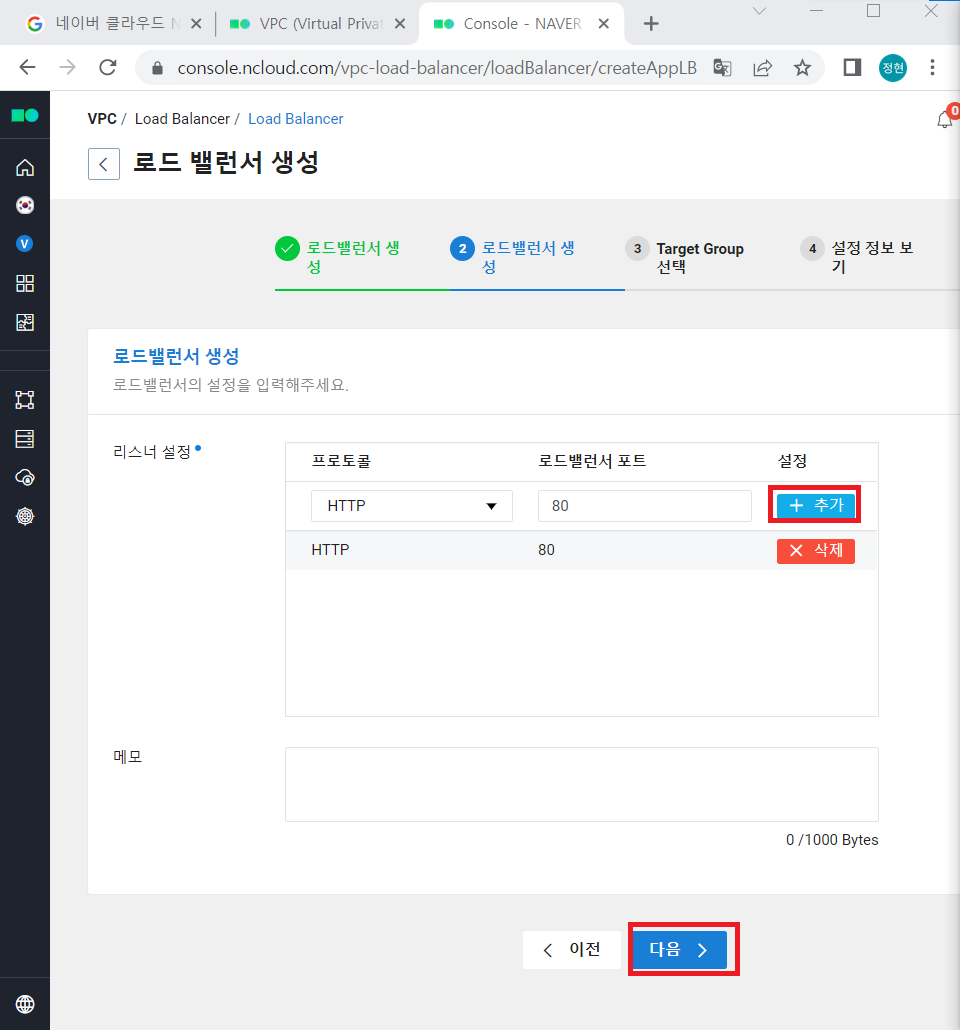 네이버 클라우드 N
VPC (Virtual Privat
Console - NAVER
console.ncloud.com/vpc-load-balancer/loadBalancer/createAppLB
정현
VPC / Load Balancer / Load Balancer
0
로드 밸런서 생성
V
로드밸런서 생
성
2 로드밸런서 생
성
3 Target Group
선택
4 설정 정보 보
기
로드밸런서 생성
로드밸런서의 설정을 입력해주세요.
리스너 설정
프로토콜 로드밸런서 포트 설정
HTTP 80 추가
HTTP 80 삭제
메모
0 /1000 Bytes
이전 다음